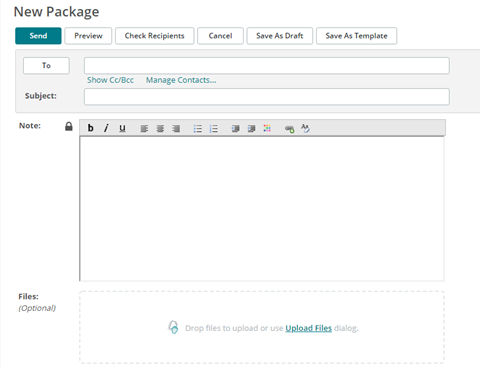 New Package
Send Preview Check Recipients Cancel Save As Draft Save As Template
To
Show Cc/Bcc Manage Contacts...
Subject:
Note: b i u
Files:
(Optional)
Drop files to upload or use Upload Files dialog.